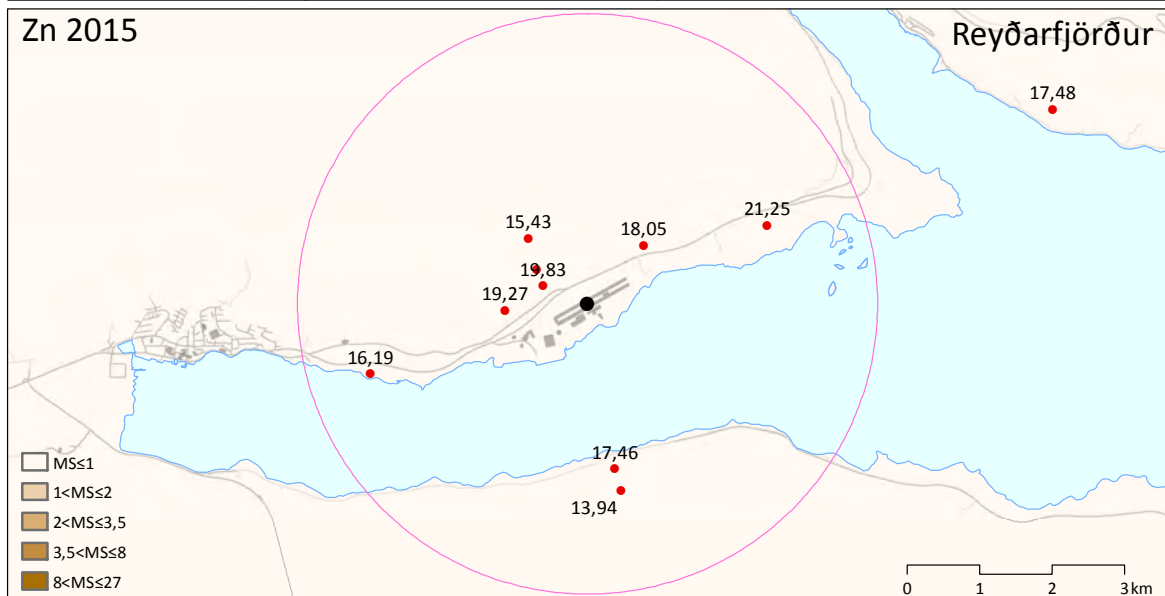 Zn 2015
Reyðarfjörður
17,48
21,25
15,43
18,05
19,83
19,27
16,19
17,46
13,94
MS≤1
1<MS≤2
2<MS≤3,5
3,5<MS≤8
8<MS≤27
0 1 2 3 km